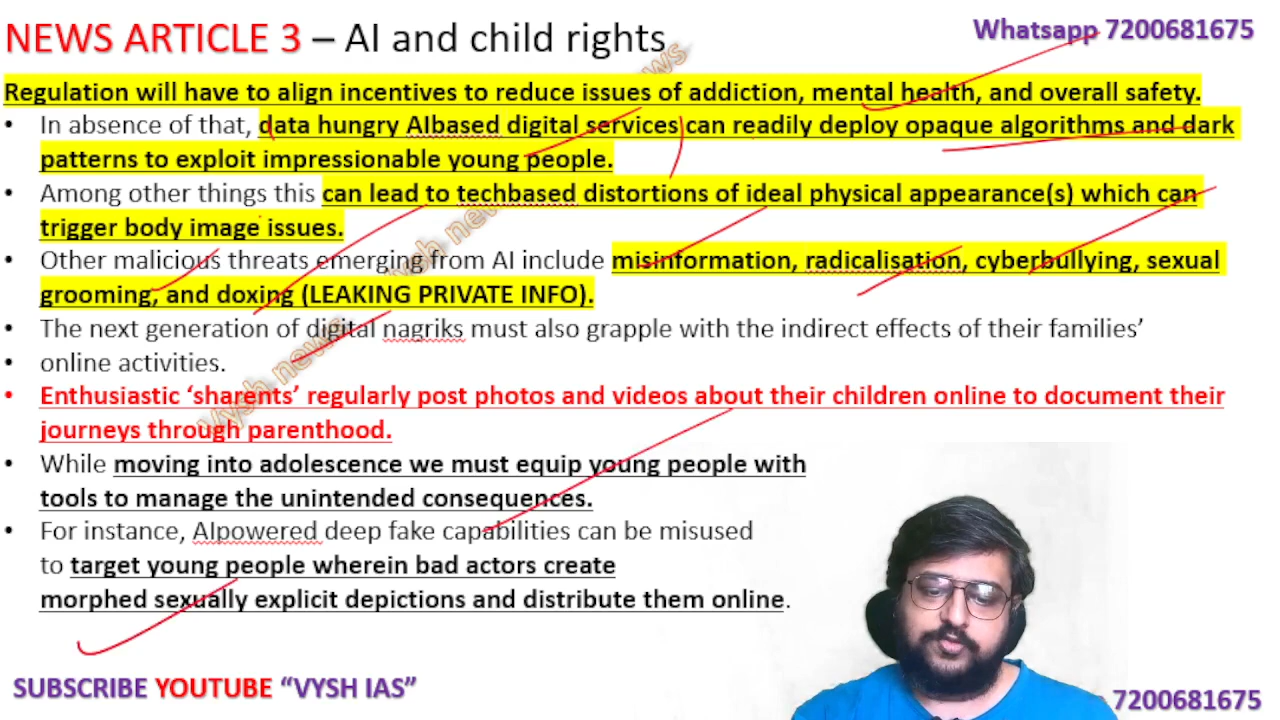 NEWS ARTICLE 3 – AI and child rights
Whatsapp 7200681675
Regulation will have to align incentives to reduce issues of addiction, mental health, and overall safety.
• In absence of that, data hungry AIbased digital services can readily deploy opaque algorithms and dark
patterns to exploit impressionable young people.
• Among other things this can lead to techbased distortions of ideal physical appearance(s) which can
trigger body image issues.
• Other malicious threats emerging from AI include misinformation, radicalisation, cyberbullying, sexual
grooming, and doxing (LEAKING PRIVATE INFO).
• The next generation of digital nagriks must also grapple with the indirect effects of their families’
• online activities.
• Enthusiastic ‘sharents’ regularly post photos and videos about their children online to document their
journeys through parenthood.
• While moving into adolescence we must equip young people with
tools to manage the unintended consequences.
• For instance, AIpowered deep fake capabilities can be misused
to target young people wherein bad actors create
morphed sexually explicit depictions and distribute them online.
Vysh news
Vysh news
SUBSCRIBE YOUTUBE “VYSH IAS”
7200681675